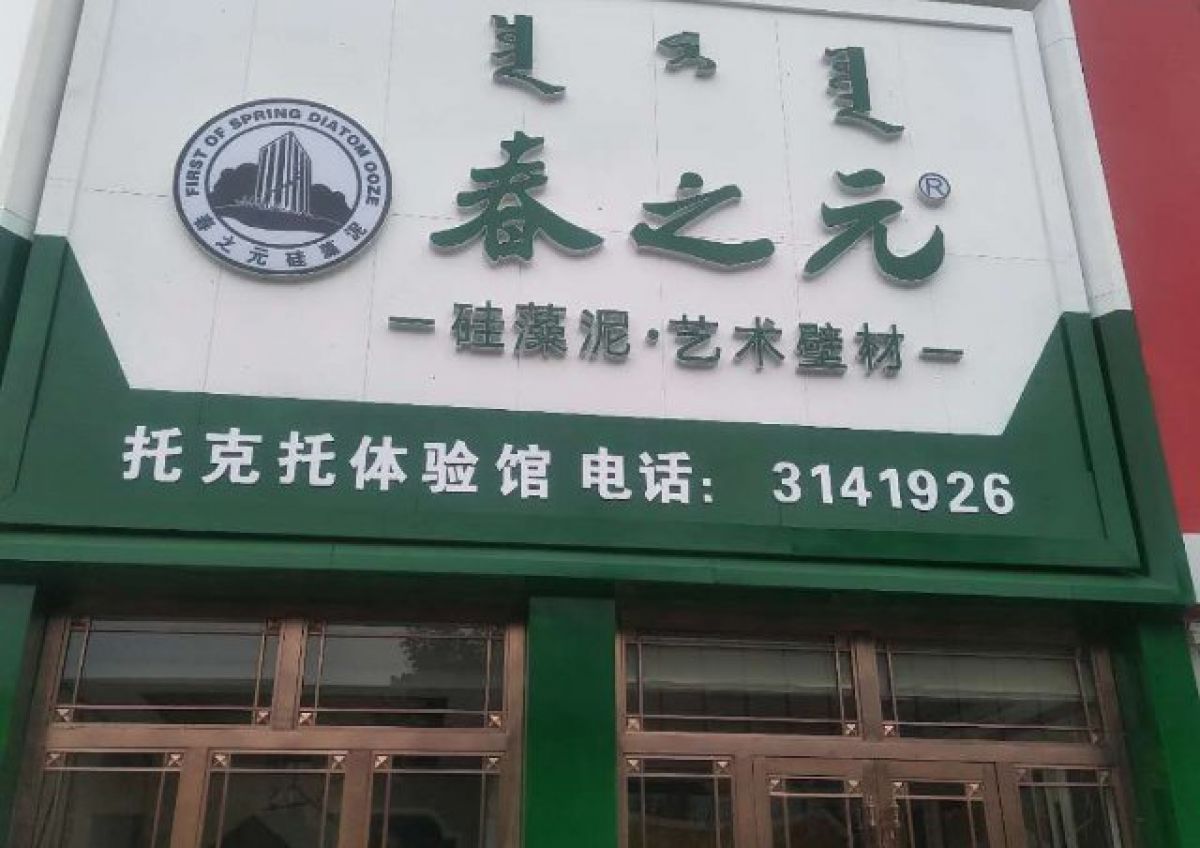 FIRST OF SPRING DIATOM OOZE
春之元硅藻泥
春之元®
硅藻泥·艺术壁材
托克托体验馆 电话: 3141926